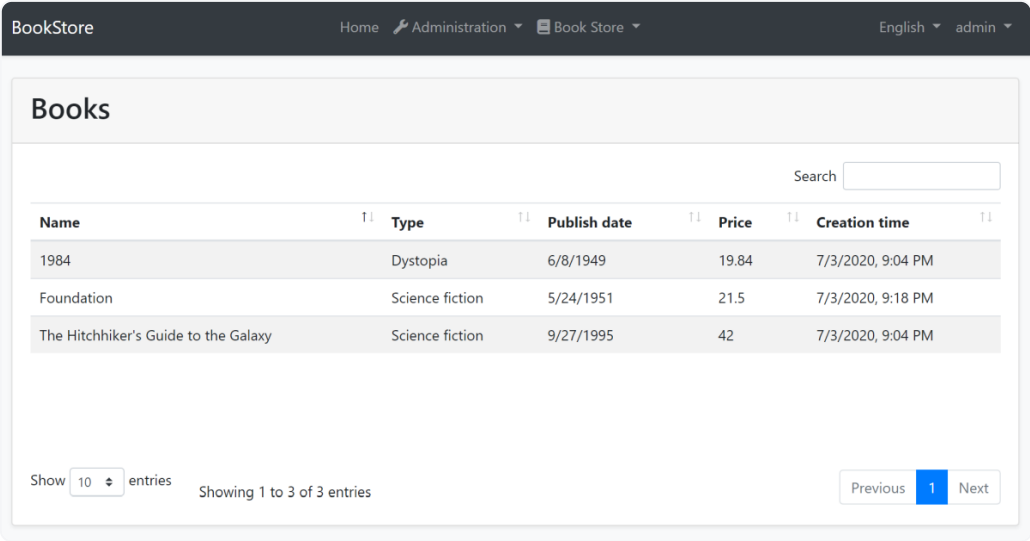 BookStore Home Administration Book Store English admin
Books
Search
Name Type Publish date Price Creation time
1984 Dystopia 6/8/1949 19.84 7/3/2020, 9:04 PM
Foundation Science fiction 5/24/1951 21.5 7/3/2020, 9:18 PM
The Hitchhiker's Guide to the Galaxy Science fiction 9/27/1995 42 7/3/2020, 9:04 PM
Show 10 entries Showing 1 to 3 of 3 entries Previous 1 Next